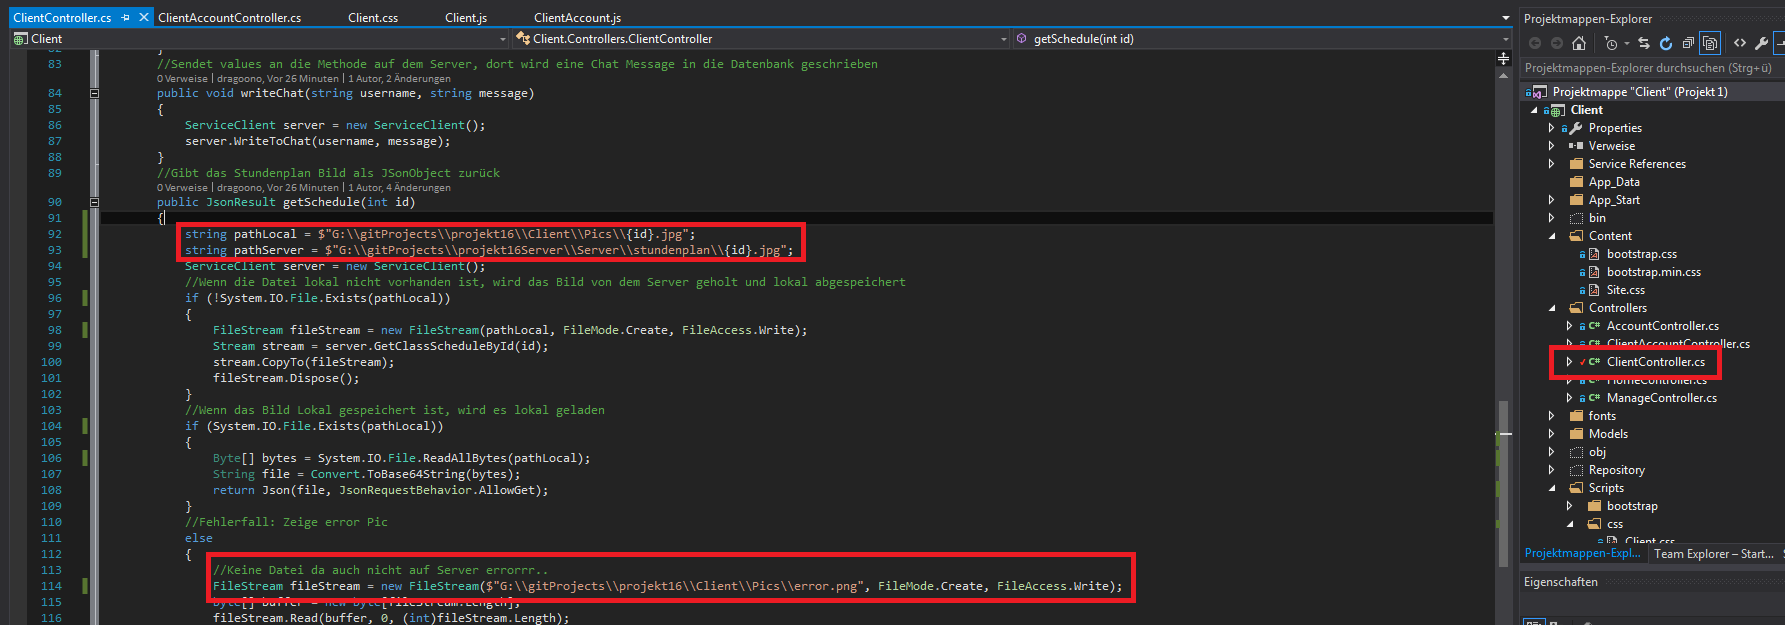 ClientController.cs ClientAccountController.cs Client.css Client.js ClientAccount.js
Client Client.Controllers.ClientController getSchedule(int id)
83 //Sendet values an die Methode auf dem Server, dort wird eine Chat Message in die Datenbank geschrieben
0 Verweise | dragoono, Vor 26 Minuten | 1 Autor, 2 Änderungen
84 public void writeChat(string username, string message)
85 {
86 ServiceClient server = new ServiceClient();
87 server.WriteToChat(username, message);
88 }
89 //Gibt das Stundenplan Bild als JSonObject zurück
0 Verweise | dragoono, Vor 26 Minuten | 1 Autor, 4 Änderungen
90 public JsonResult getSchedule(int id)
91 {
92 string pathLocal = $"G:\\gitProjects\\projekt16\\Client\\Pics\\{id}.jpg";
93 string pathServer = $"G:\\gitProjects\\projekt16Server\\Server\\stundenplan\\{id}.jpg";
94 ServiceClient server = new ServiceClient();
95 //Wenn die Datei lokal nicht vorhanden ist, wird das Bild von dem Server geholt und lokal abgespeichert
96 if (!System.IO.File.Exists(pathLocal))
97 {
98 FileStream fileStream = new FileStream(pathLocal, FileMode.Create, FileAccess.Write);
99 Stream stream = server.GetClassScheduleById(id);
100 stream.CopyTo(fileStream);
101 fileStream.Dispose();
102 }
103 //Wenn das Bild Lokal gespeichert ist, wird es lokal geladen
104 if (System.IO.File.Exists(pathLocal))
105 {
106 Byte[] bytes = System.IO.File.ReadAllBytes(pathLocal);
107 String file = Convert.ToBase64String(bytes);
108 return Json(file, JsonRequestBehavior.AllowGet);
109 }
110 //Fehlerfall: Zeige error Pic
111 else
112 {
113 //Keine Datei da auch nicht auf Server errorrr..
114 FileStream fileStream = new FileStream($"G:\\gitProjects\\projekt16\\Client\\Pics\\error.png", FileMode.Create, FileAccess.Write);
115 byte[] buffer = new byte[fileStream.Length];
116 fileStream.Read(buffer, 0, (int)fileStream.Length);
Projektmappen-Explorer
Projektmappen-Explorer durchsuchen (Strg+ü)
Projektmappe "Client" (Projekt 1)
Client
Properties
Verweise
Service References
App_Data
App_Start
bin
Content
bootstrap.css
bootstrap.min.css
Site.css
Controllers
AccountController.cs
ClientAccountController.cs
ClientController.cs
HomeController.cs
ManageController.cs
fonts
Models
obj
Repository
Scripts
bootstrap
css
Client.css
Projektmappen-Expl... Team Explorer – Start...
Eigenschaften